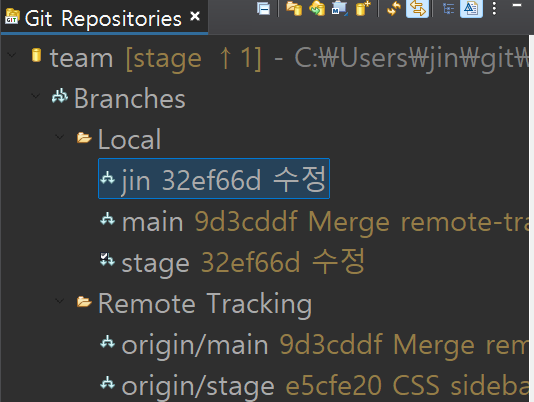 Git Repositories
team [stage ↑1] - C:₩Users₩jin₩git₩
Branches
Local
jin 32ef66d 수정
main 9d3cddf Merge remote-tra
stage 32ef66d 수정
Remote Tracking
origin/main 9d3cddf Merge rem
origin/stage e5cfe20 CSS sideba